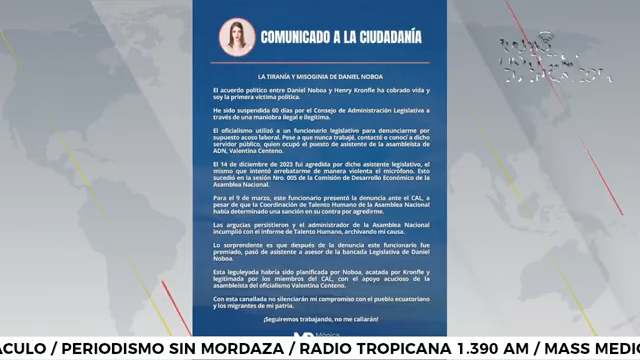 COMUNICADO A LA CIUDADANÍA
LA TIRANÍA Y MISOGINIA DE DANIEL NOBOA
El acuerdo político entre Daniel Noboa y Henry Kronfle ha cobrado vida y
soy la primera víctima política.
He sido suspendida 60 días por el Consejo de Administración Legislativa a
través de una maniobra ilegal e ilegítima.
El oficialismo utilizó a un funcionario legislativo para denunciarme por
supuesto acoso laboral. Pese a que nunca trabajé, contacté o conocí a dicho
servidor público, quien ocupó el puesto de asistente de la asambleísta de
ADN, Valentina Centeno.
El 14 de diciembre de 2023 fui agredida por dicho asistente legislativo, el
mismo que intentó arrebatarme de manera violenta el micrófono. Esto
sucedió en la sesión Nro. 005 de la Comisión de Desarrollo Económico de la
Asamblea Nacional.
Para el 9 de marzo, este funcionario presentó la denuncia ante el CAL, a
pesar de que la Coordinación de Talento Humano de la Asamblea Nacional
había determinado una sanción en su contra por agredirme.
Las argucias persistieron y el administrador de la Asamblea Nacional
incumplió con el informe de Talento Humano, archivando mi causa.
Lo sorprendente es que después de la denuncia este funcionario fue
premiado, pasó de asistente a asesor de la bancada Legislativa de Daniel
Noboa.
Esta leguleyada habría sido planificada por Noboa, acatada por Kronfle y
legitimada por los miembros del CAL, con el apoyo acucioso de la
asambleísta del oficialismo Valentina Centeno.
Con esta canallada no silenciarán mi compromiso con el pueblo ecuatoriano
y los migrantes de mi patria.
¡Seguiremos trabajando, no me callarán!
Mónica
ACULO / PERIODISMO SIN MORDAZA / RADIO TROPICANA 1.390 AM / MASS MEDIO